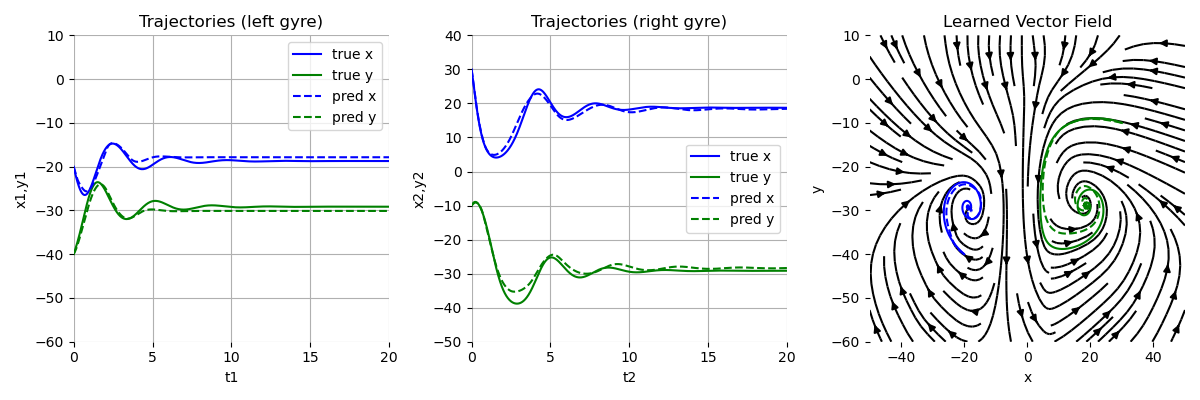 Trajectories (left gyre)
10
0
−10
−20
−30
−40
−50
−60
x1,y1
0
5
10
15
20
t1
true x
true y
pred x
pred y
Trajectories (right gyre)
40
30
20
10
0
−10
−20
−30
−40
−50
x2,y2
0
5
10
15
20
t2
true x
true y
pred x
pred y
Learned Vector Field
10
0
−10
−20
−30
−40
−50
−60
y
−40
−20
0
20
40
x